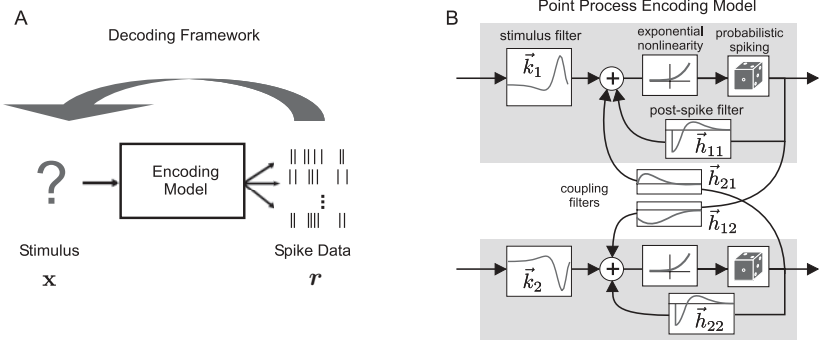 A
Decoding Framework
?
Encoding
Model
Stimulus
x
Spike Data
r
B
Point Process Encoding Model
stimulus filter
exponential
nonlinearity
probabilistic
spiking
k⃗₁
+
post-spike filter
h⃗₁₁
h⃗₂₁
coupling
filters
h⃗₁₂
k⃗₂
+
h⃗₂₂